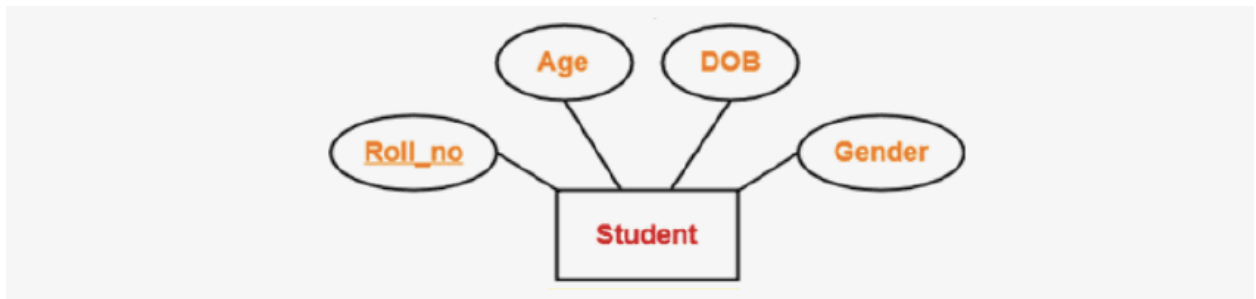 Age
DOB
Roll_no
Gender
Student